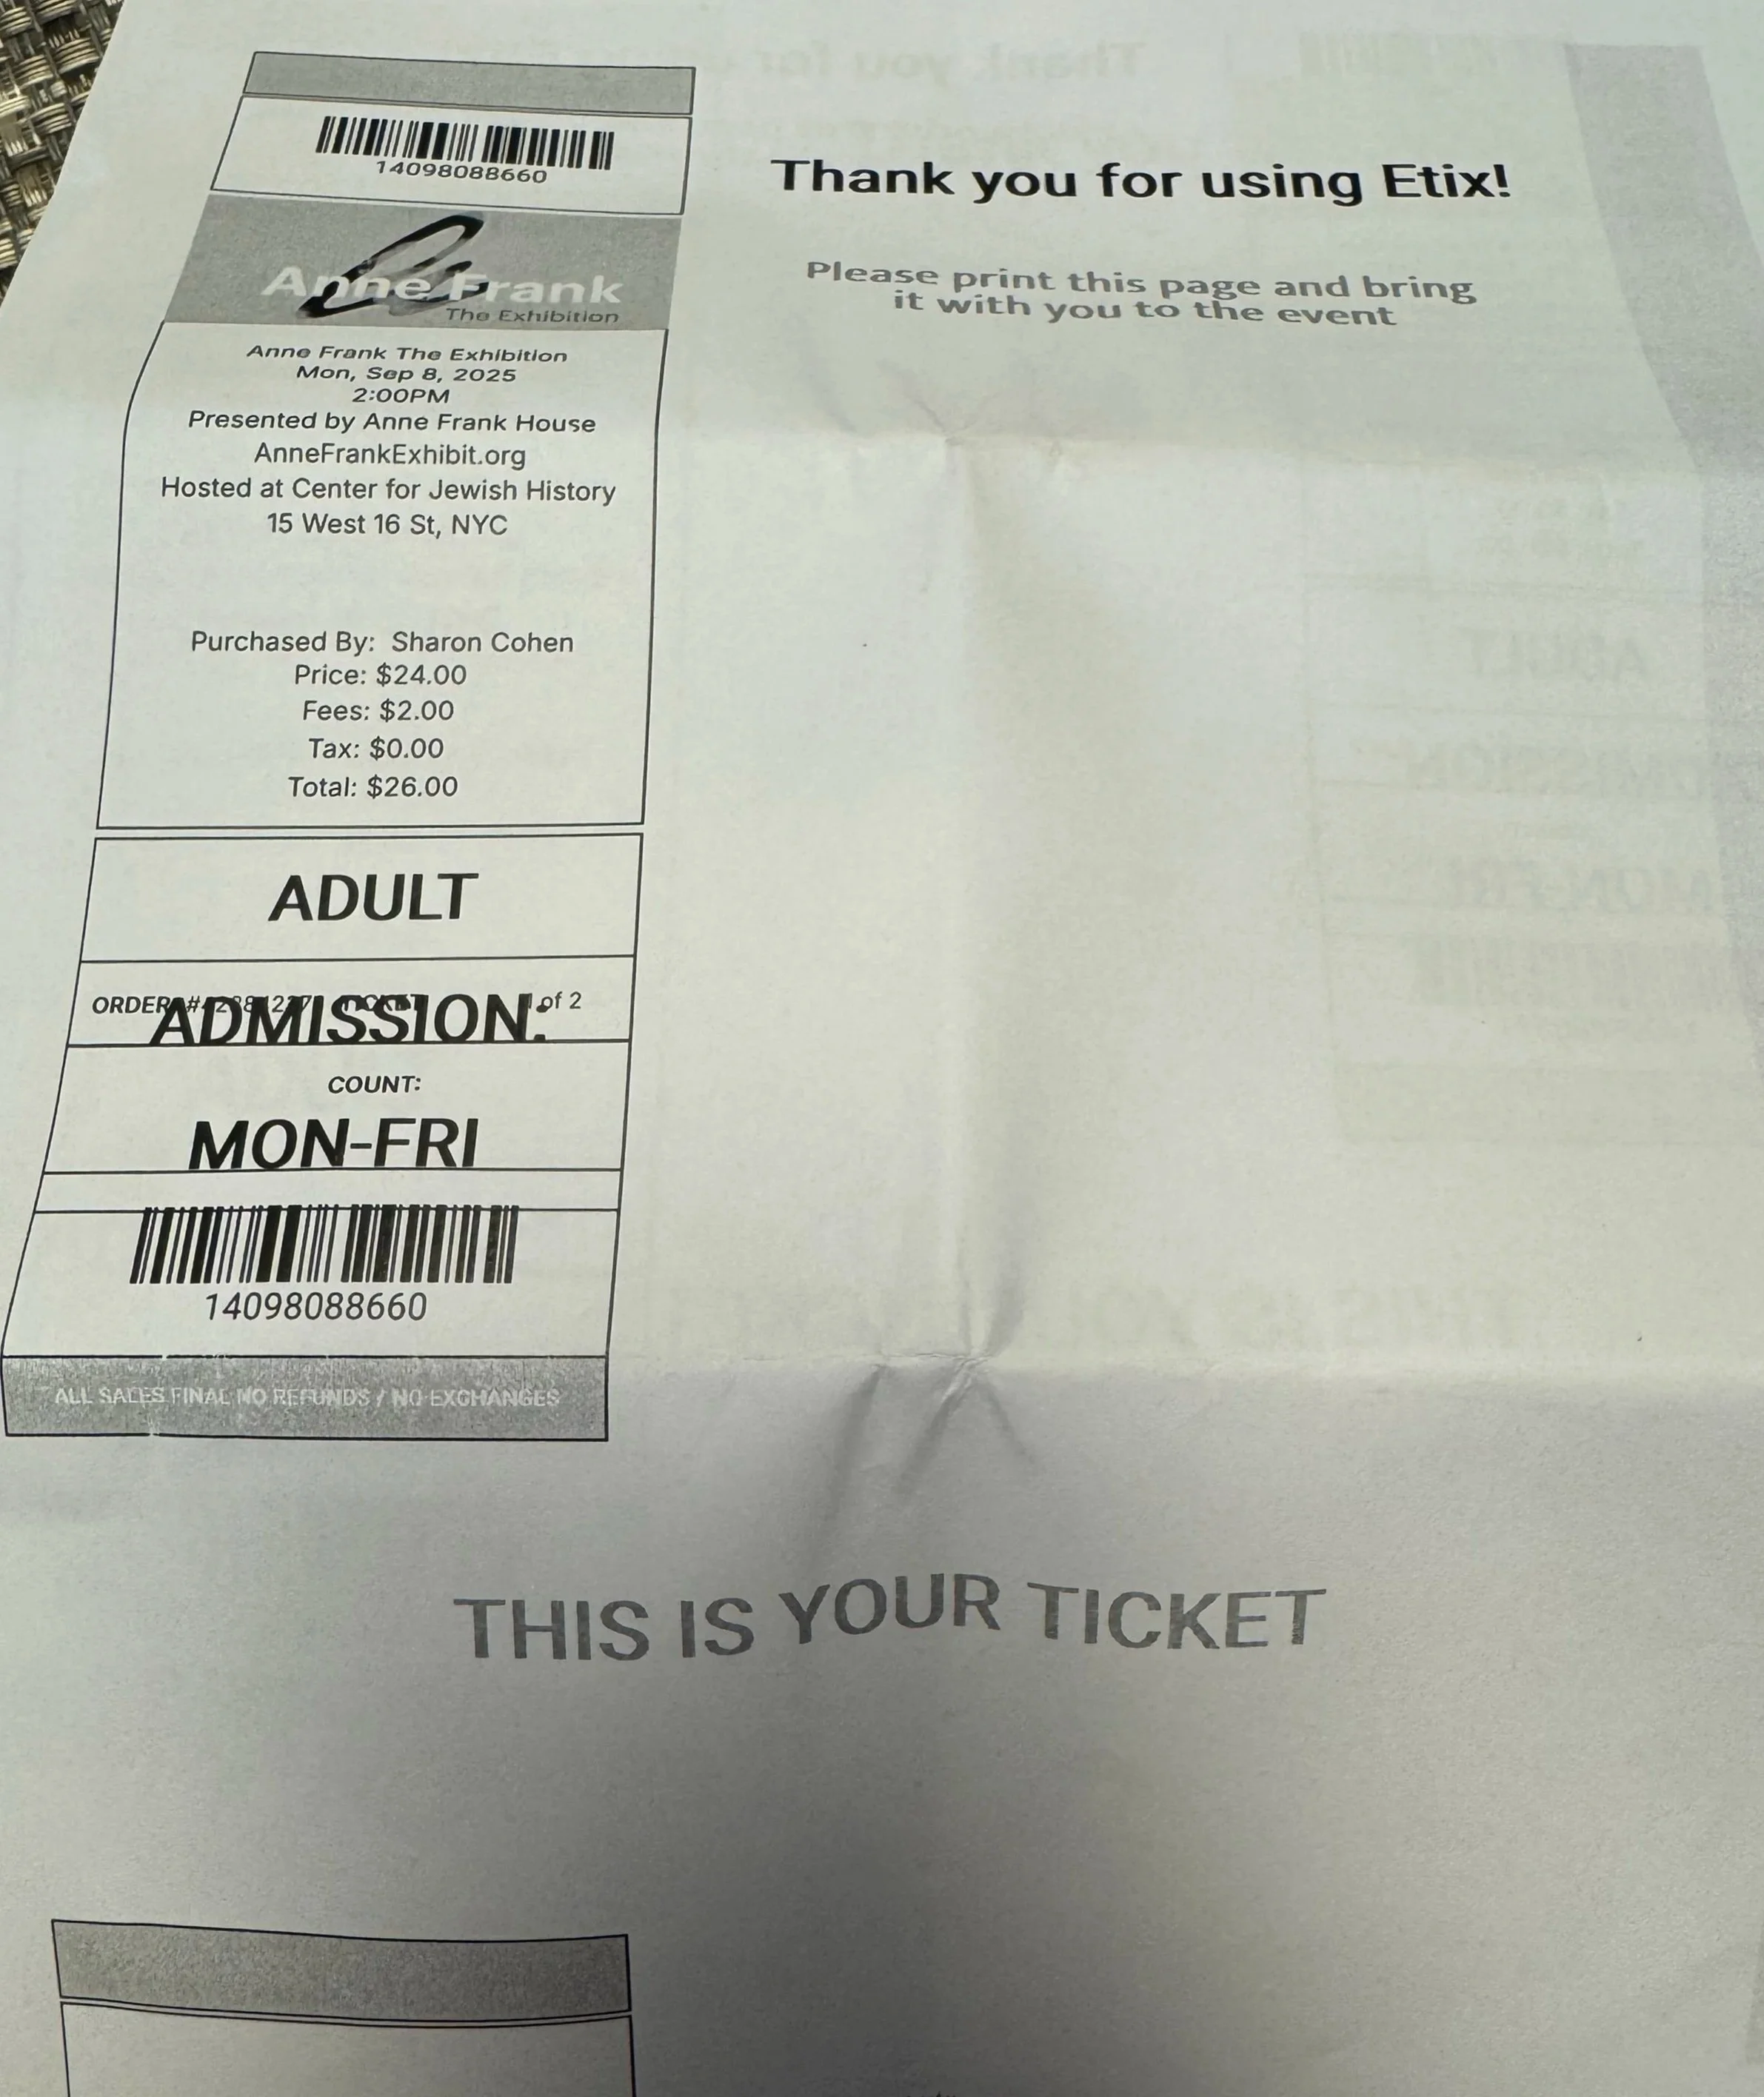 14098088660
Anne Frank
The Exhibition
Anne Frank The Exhibition
Mon, Sep 8, 2025
2:00PM
Presented by Anne Frank House
AnneFrankExhibit.org
Hosted at Center for Jewish History
15 West 16 St, NYC
Purchased By: Sharon Cohen
Price: $24.00
Fees: $2.00
Tax: $0.00
Total: $26.00
ADULT
ORDER of 2
ADMISSION:
COUNT:
MON-FRI
14098088660
ALL SALES FINAL NO REFUNDS / NO EXCHANGES
Thank you for using Etix!
Please print this page and bring
it with you to the event
THIS IS YOUR TICKET